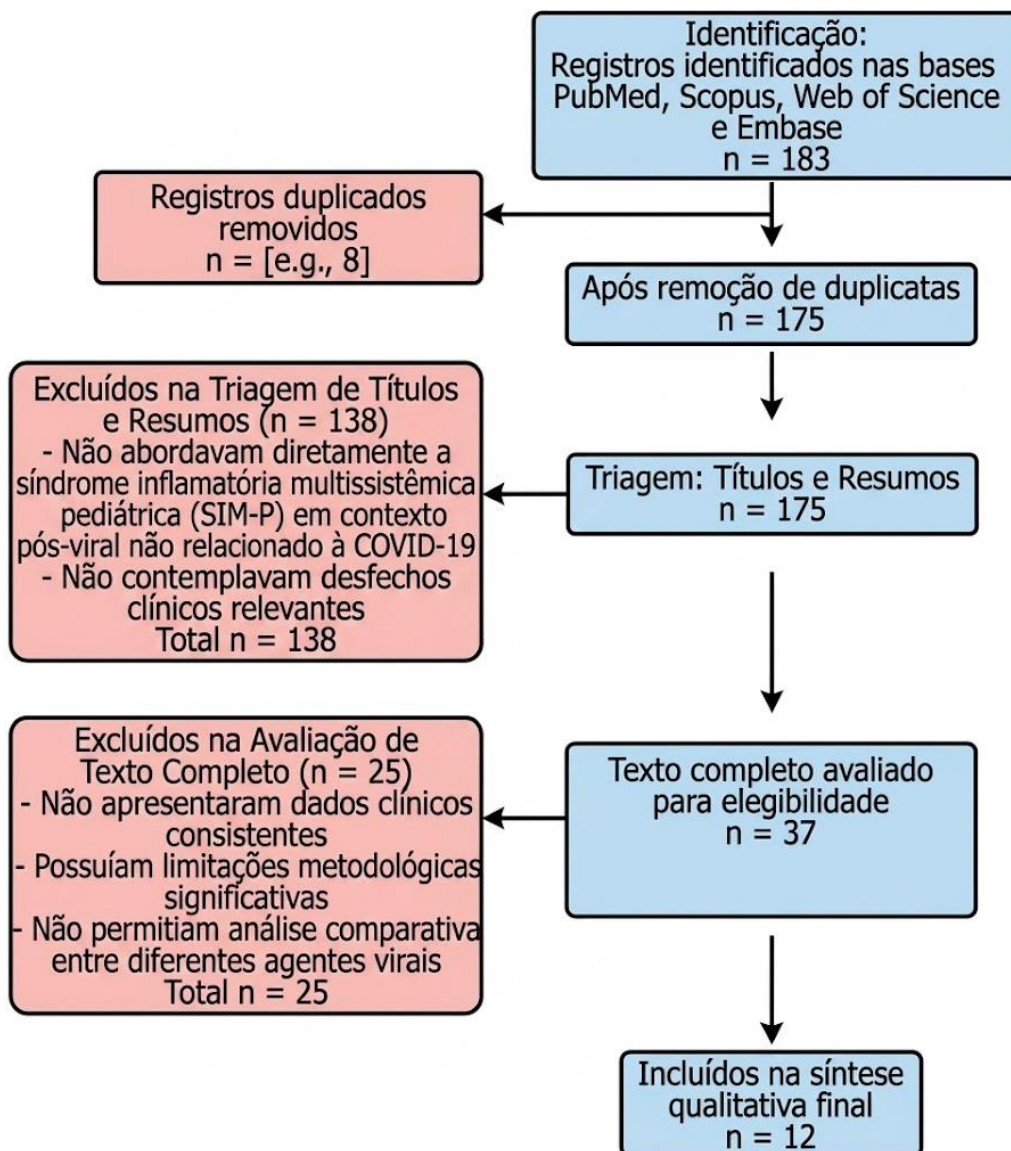 Identificação:
Registros identificados nas bases
PubMed, Scopus, Web of Science
e Embase
n = 183
Registros duplicados
removidos
n = [e.g., 8]
Após remoção de duplicatas
n = 175
Excluídos na Triagem de Títulos
e Resumos (n = 138)
- Não abordavam diretamente a
síndrome inflamatória multissistêmica
pediátrica (SIM-P) em contexto
pós-viral não relacionado à COVID-19
- Não contemplavam desfechos
clínicos relevantes
Total n = 138
Triagem: Títulos e Resumos
n = 175
Excluídos na Avaliação de
Texto Completo (n = 25)
- Não apresentaram dados clínicos
consistentes
- Possuíam limitações metodológicas
significativas
- Não permitiam análise comparativa
entre diferentes agentes virais
Total n = 25
Texto completo avaliado
para elegibilidade
n = 37
Incluídos na síntese
qualitativa final
n = 12